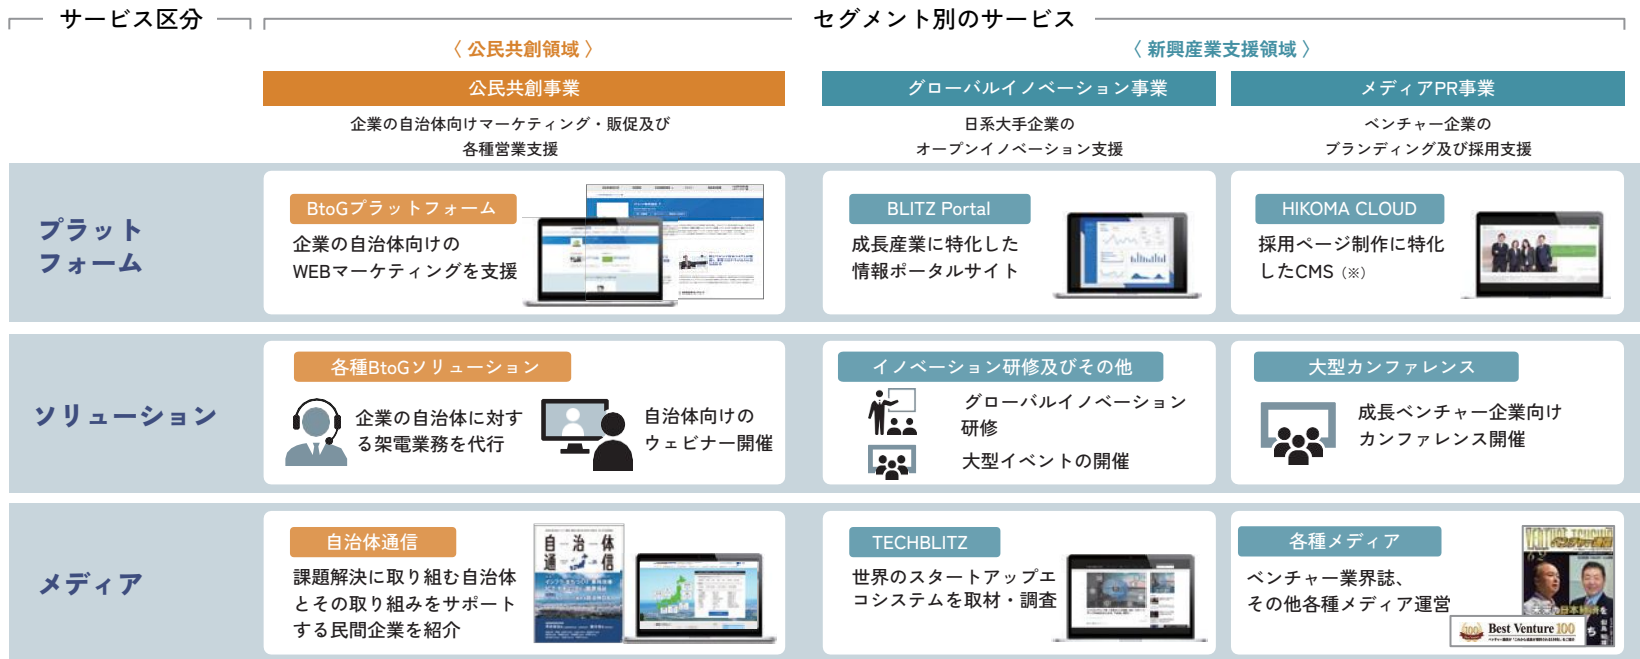 サービス区分
セグメント別のサービス
〈 公民共創領域 〉
〈 新興産業支援領域 〉
公民共創事業
グローバルイノベーション事業
メディアPR事業
企業の自治体向けマーケティング・販促及び
各種営業支援
日系大手企業の
オープンイノベーション支援
ベンチャー企業の
ブランディング及び採用支援
プラット
フォーム
BtoGプラットフォーム
企業の自治体向けの
WEBマーケティングを支援
BLITZ Portal
成長産業に特化した
情報ポータルサイト
HIKOMA CLOUD
採用ページ制作に特化
したCMS（※）
ソリューション
各種BtoGソリューション
企業の自治体に対す
る架電業務を代行
自治体向けの
ウェビナー開催
イノベーション研修及びその他
グローバルイノベーション
研修
大型イベントの開催
大型カンファレンス
成長ベンチャー企業向け
カンファレンス開催
メディア
自治体通信
課題解決に取り組む自治体
とその取り組みをサポート
する民間企業を紹介
自治体
通信
TECHBLITZ
世界のスタートアップエ
コシステムを取材・調査
各種メディア
ベンチャー業界誌、
その他各種メディア運営
100
Best Venture 100